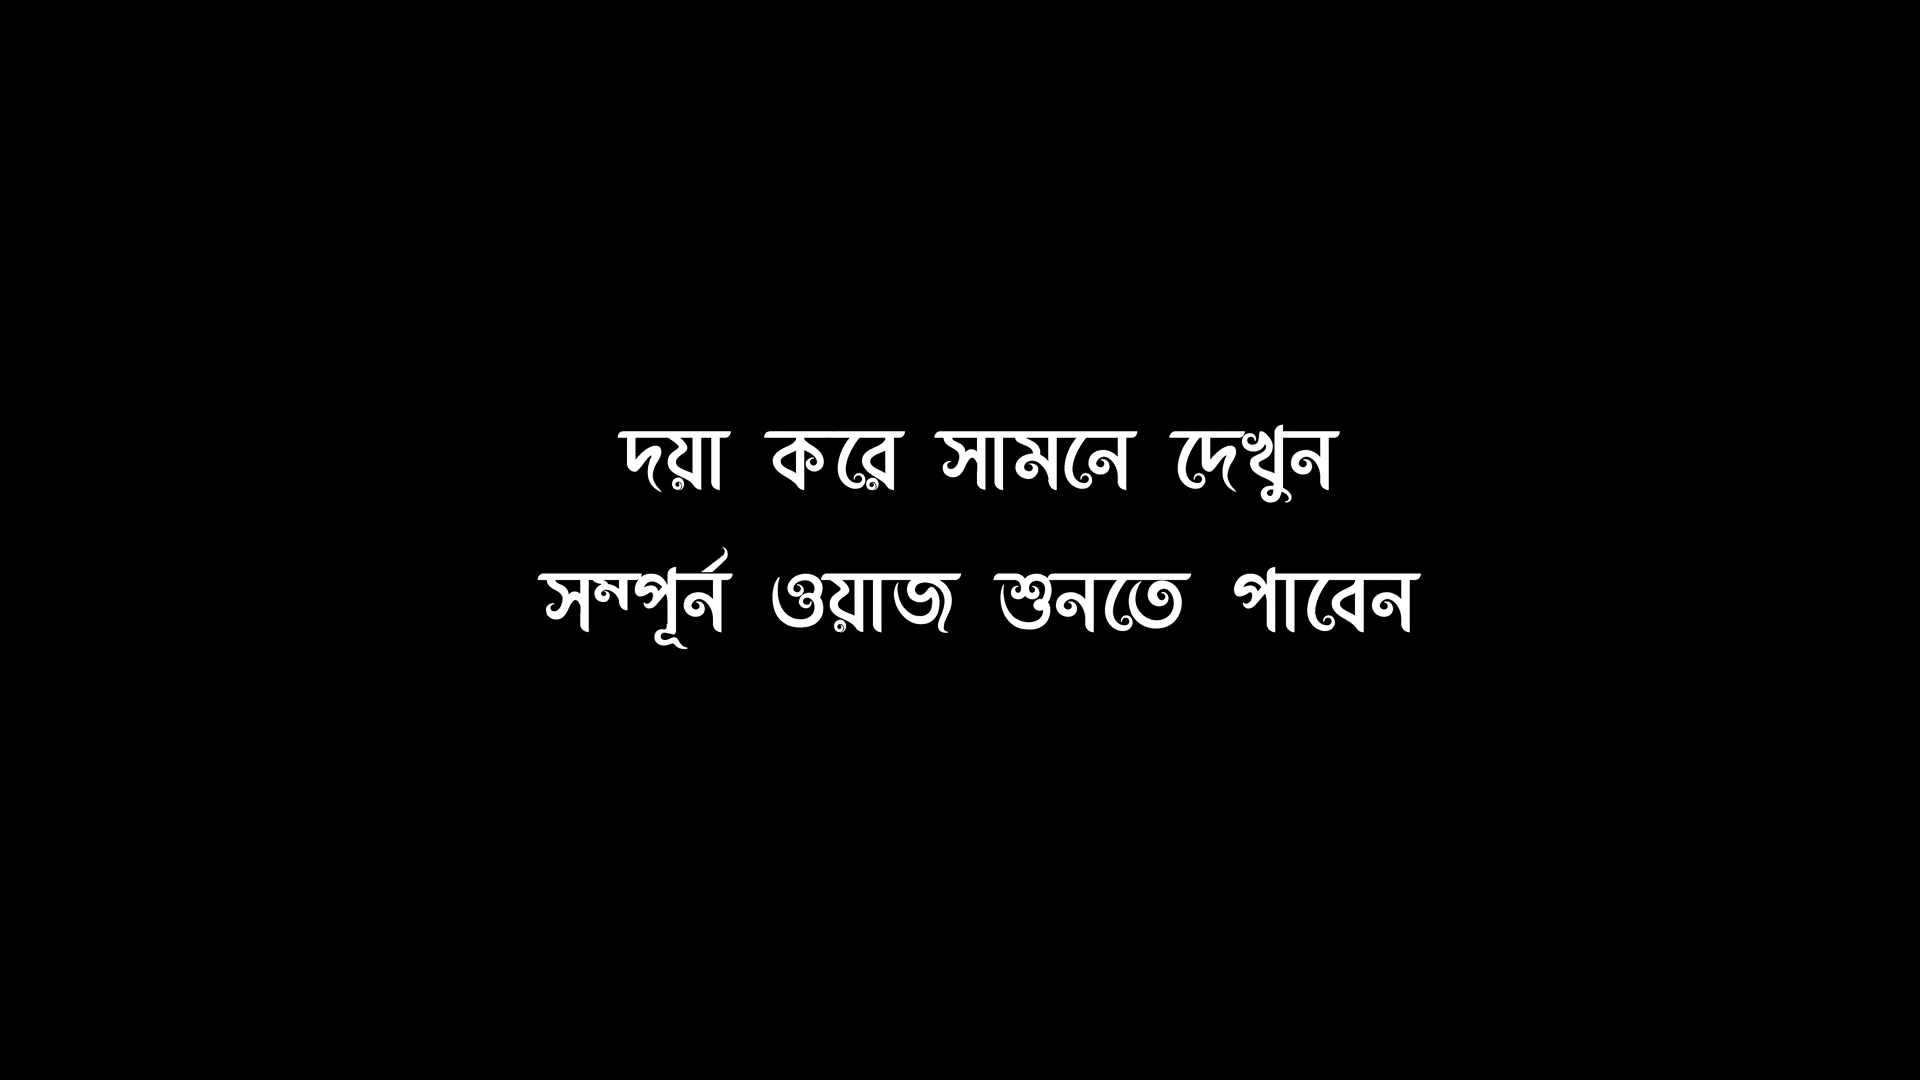 দয়া করে সামনে দেখুন
সম্পূর্ন ওয়াজ শুনতে পাবেন